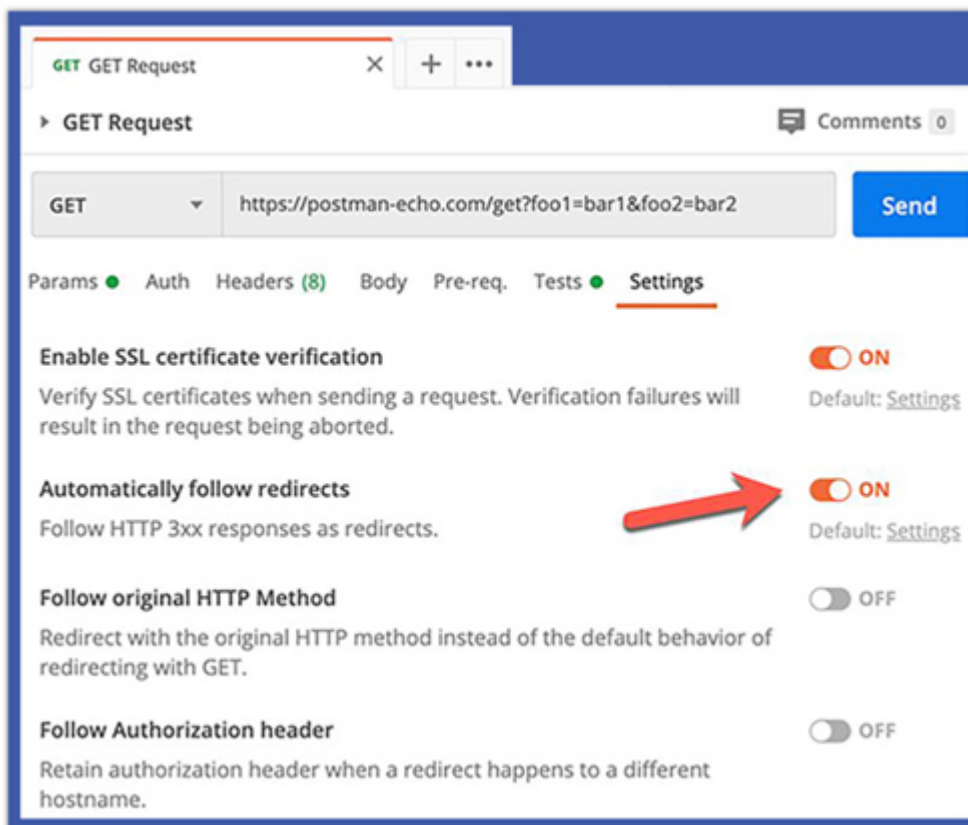 GET GET Request
GET Request Comments 0
GET https://postman-echo.com/get?foo1=bar1&foo2=bar2 Send
Params Auth Headers (8) Body Pre-req. Tests Settings
Enable SSL certificate verification ON
Verify SSL certificates when sending a request. Verification failures will Default: Settings
result in the request being aborted.
Automatically follow redirects ON
Follow HTTP 3xx responses as redirects. Default: Settings
Follow original HTTP Method OFF
Redirect with the original HTTP method instead of the default behavior of
redirecting with GET.
Follow Authorization header OFF
Retain authorization header when a redirect happens to a different
hostname.